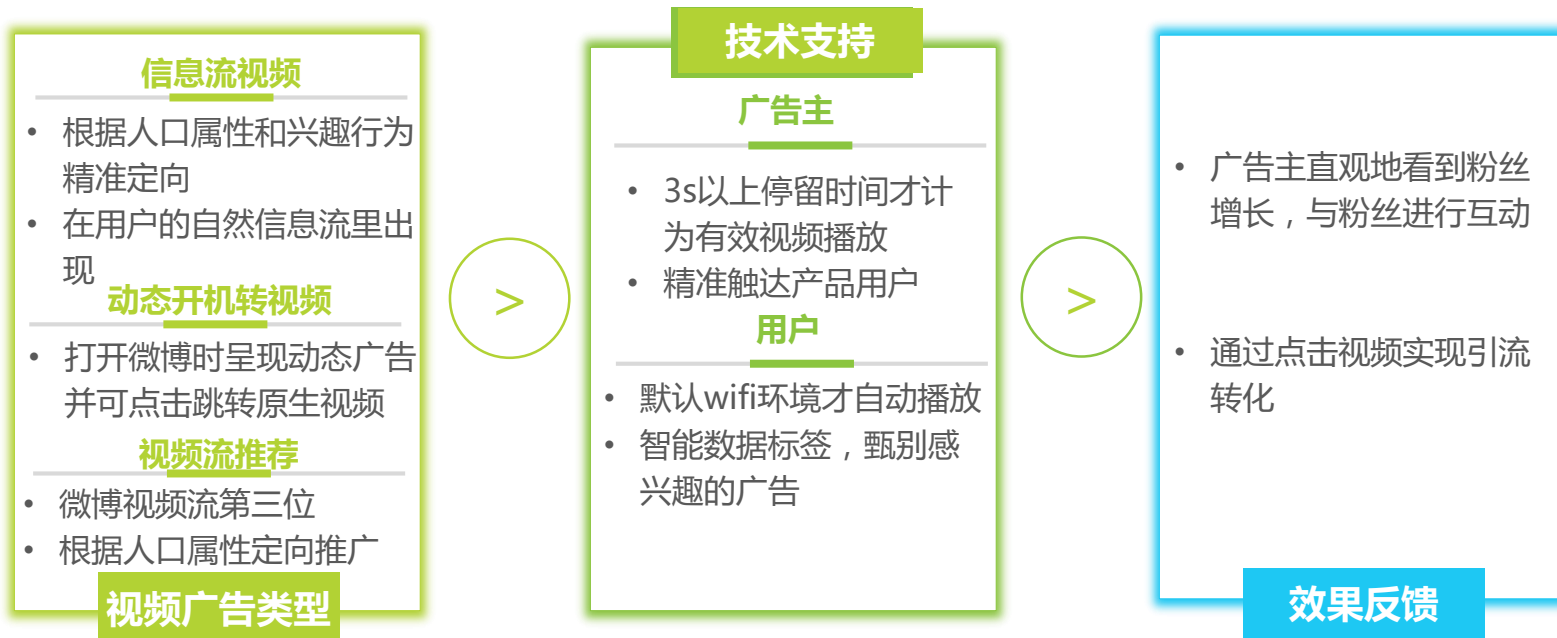 信息流视频
• 根据人口属性和兴趣行为
精准定向
• 在用户的自然信息流里出
现
动态开机转视频
• 打开微博时呈现动态广告
并可点击跳转原生视频
视频流推荐
• 微博视频流第三位
• 根据人口属性定向推广
视频广告类型
>
技术支持
广告主
• 3s以上停留时间才计
为有效视频播放
• 精准触达产品用户
用户
• 默认wifi环境才自动播放
• 智能数据标签，甄别感
兴趣的广告
>
• 广告主直观地看到粉丝
增长，与粉丝进行互动
• 通过点击视频实现引流
转化
效果反馈